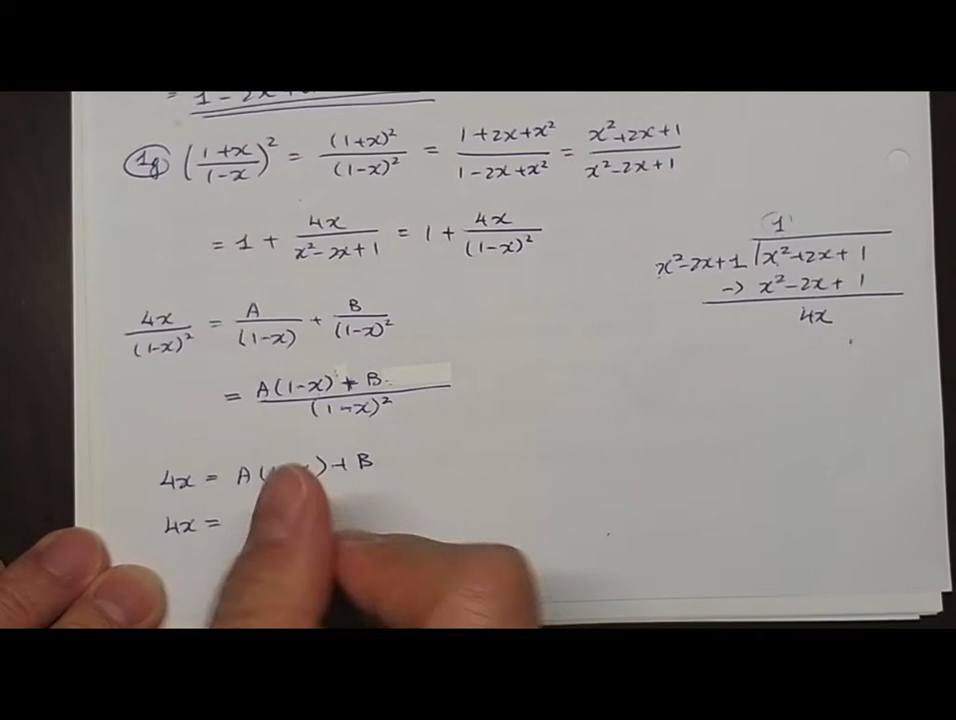 = 1 - 2x +
1g ( (1+x)/(1-x) )² = (1+x)²/(1-x)² = (1+2x+x²)/(1-2x+x²) = (x²+2x+1)/(x²-2x+1)
= 1 + 4x/(x²-2x+1) = 1 + 4x/(1-x)²
1
x²-2x+1 | x²+2x+1
-) x²-2x+1
4x
4x/(1-x)² = A/(1-x) + B/(1-x)²
= (A(1-x) + B)/(1-x)²
4x = A( ) + B
4x =